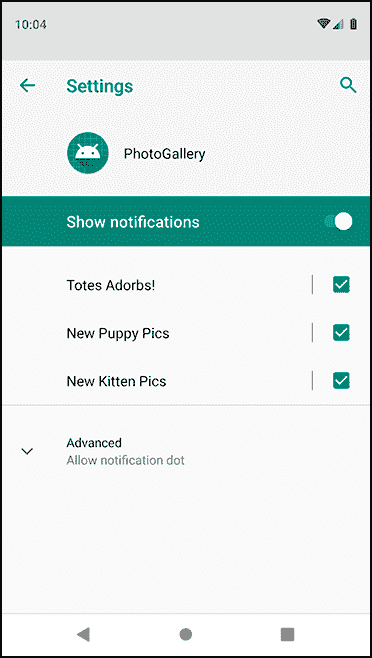 10:04
Settings
PhotoGallery
Show notifications
Totes Adorbs!
New Puppy Pics
New Kitten Pics
Advanced
Allow notification dot